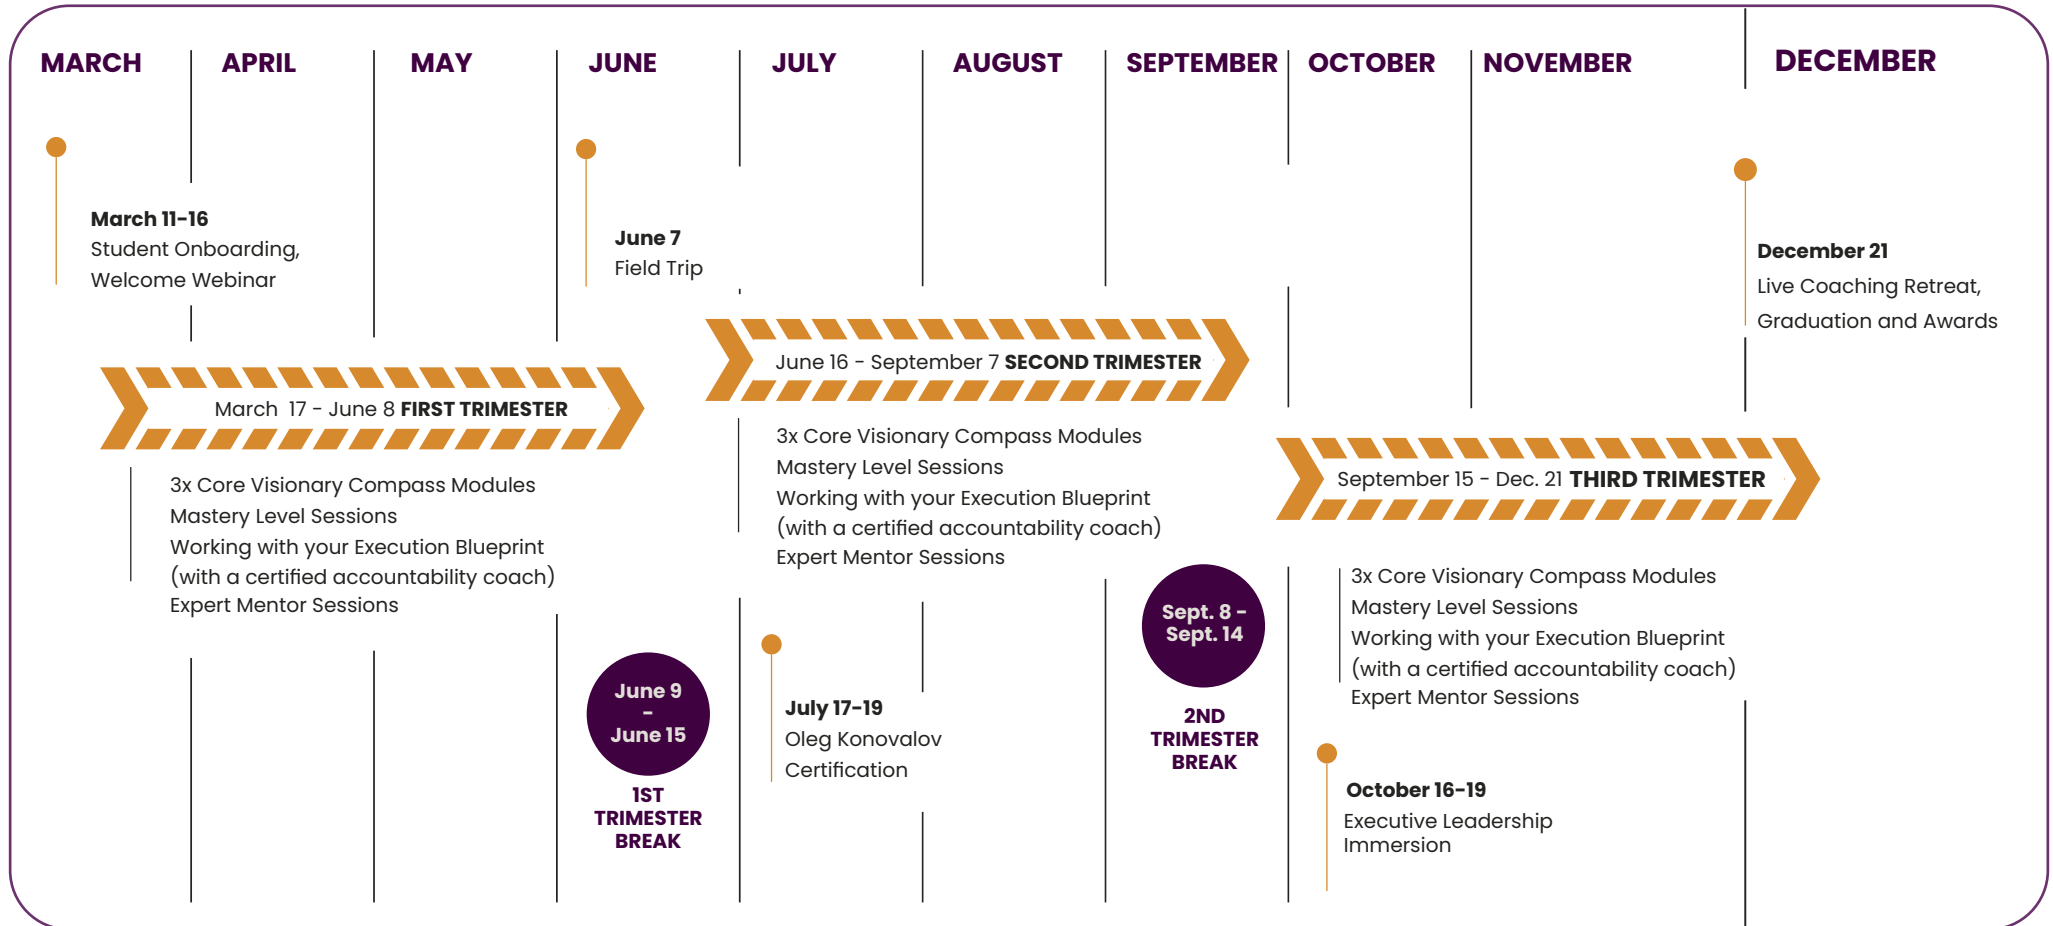 MARCH
APRIL
MAY
JUNE
JULY
AUGUST
SEPTEMBER
OCTOBER
NOVEMBER
DECEMBER
March 11-16
Student Onboarding,
Welcome Webinar
June 7
Field Trip
December 21
Live Coaching Retreat,
Graduation and Awards
March 17 - June 8 FIRST TRIMESTER
3x Core Visionary Compass Modules
Mastery Level Sessions
Working with your Execution Blueprint
(with a certified accountability coach)
Expert Mentor Sessions
June 16 - September 7 SECOND TRIMESTER
3x Core Visionary Compass Modules
Mastery Level Sessions
Working with your Execution Blueprint
(with a certified accountability coach)
Expert Mentor Sessions
September 15 - Dec. 21 THIRD TRIMESTER
3x Core Visionary Compass Modules
Mastery Level Sessions
Working with your Execution Blueprint
(with a certified accountability coach)
Expert Mentor Sessions
June 9
-
June 15
1ST
TRIMESTER
BREAK
July 17-19
Oleg Konovalov
Certification
Sept. 8 -
Sept. 14
2ND
TRIMESTER
BREAK
October 16-19
Executive Leadership
Immersion